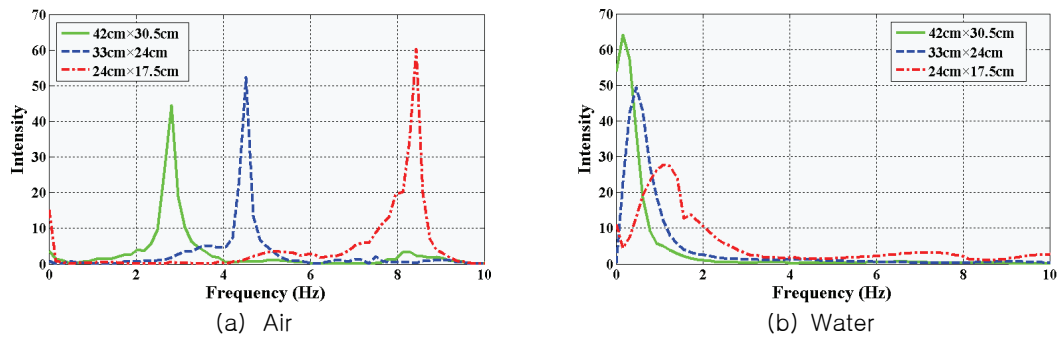 70
60
50
40
30
20
10
0
Intensity
42cm×30.5cm
33cm×24cm
24cm×17.5cm
0 2 4 6 8 10
Frequency (Hz)
(a) Air
70
60
50
40
30
20
10
0
Intensity
42cm×30.5cm
33cm×24cm
24cm×17.5cm
0 2 4 6 8 10
Frequency (Hz)
(b) Water